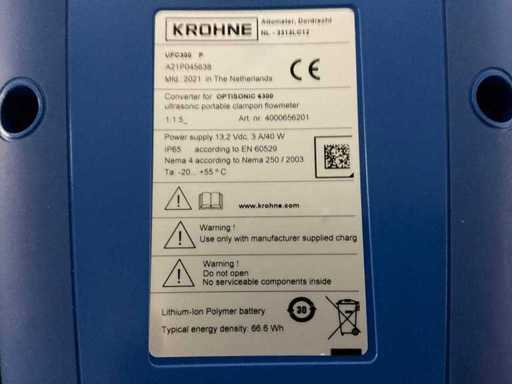 KROHNE
Altometer, Dordrecht
NL - 3313LC12
UFC300 P
A21P045638
Mfd. 2021 in The Netherlands
CE
Converter for OPTISONIC 6300
ultrasonic portable clampon flowmeter
1:1.5_ Art. nr. 4000656201
Power supply 13,2 Vdc, 3 A/40 W
IP65 according to EN 60529
Nema 4 according to Nema 250 / 2003
Ta -20... +55 ° C
www.krohne.com
Warning !
Use only with manufacturer supplied charg
Warning !
Do not open
No serviceable components inside
Lithium-Ion Polymer battery
30
Typical energy density: 66.6 Wh